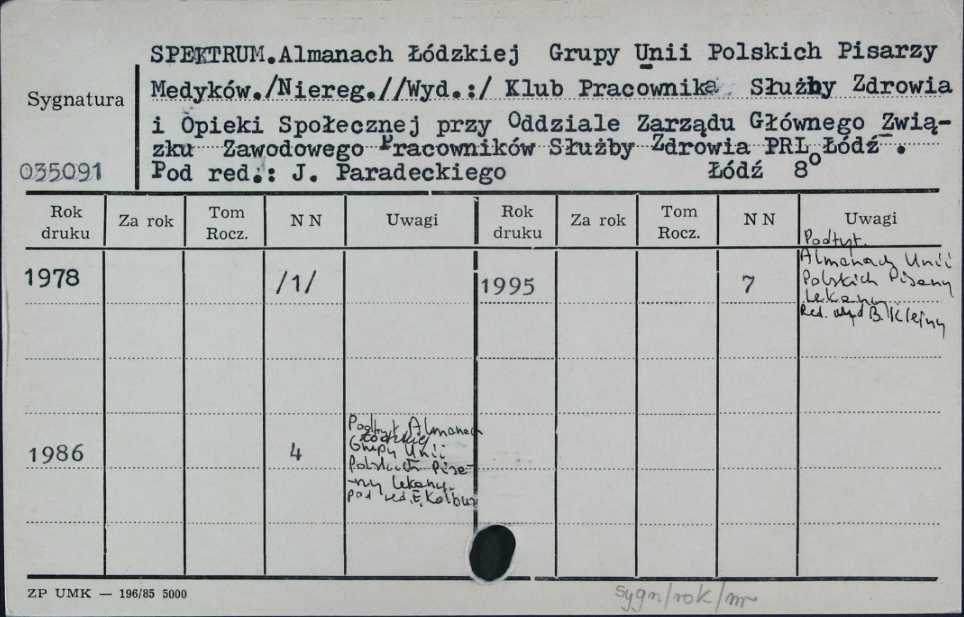 SPEKTRUM.Almanach Łódzkiej Grupy Unii Polskich Pisarzy
Medyków./Niereg.//Wyd.:/ Klub Pracownika Służby Zdrowia
i Opieki Społecznej przy Oddziale Zarządu Głównego Zwią-
zku Zawodowego Pracowników Służby Zdrowia PRL Łódź .
Pod red.: J. Paradeckiego Łódź 8°
Sygnatura
035091
Rok druku Za rok Tom Rocz. N N Uwagi Rok druku Za rok Tom Rocz. N N Uwagi
1978 /1/ 1995 7
Podtyt.
Almanach Unii
Polskich Pisarzy
Lekarzy
Red. B. Klejny
1986 4
Podtyt Almanach
Łódzkiej
Grupy Unii
Polskich Pisa-
rzy Lekarzy.
pod red. E. Kolbus
ZP UMK — 196/85 5000
sygn/rok/nr